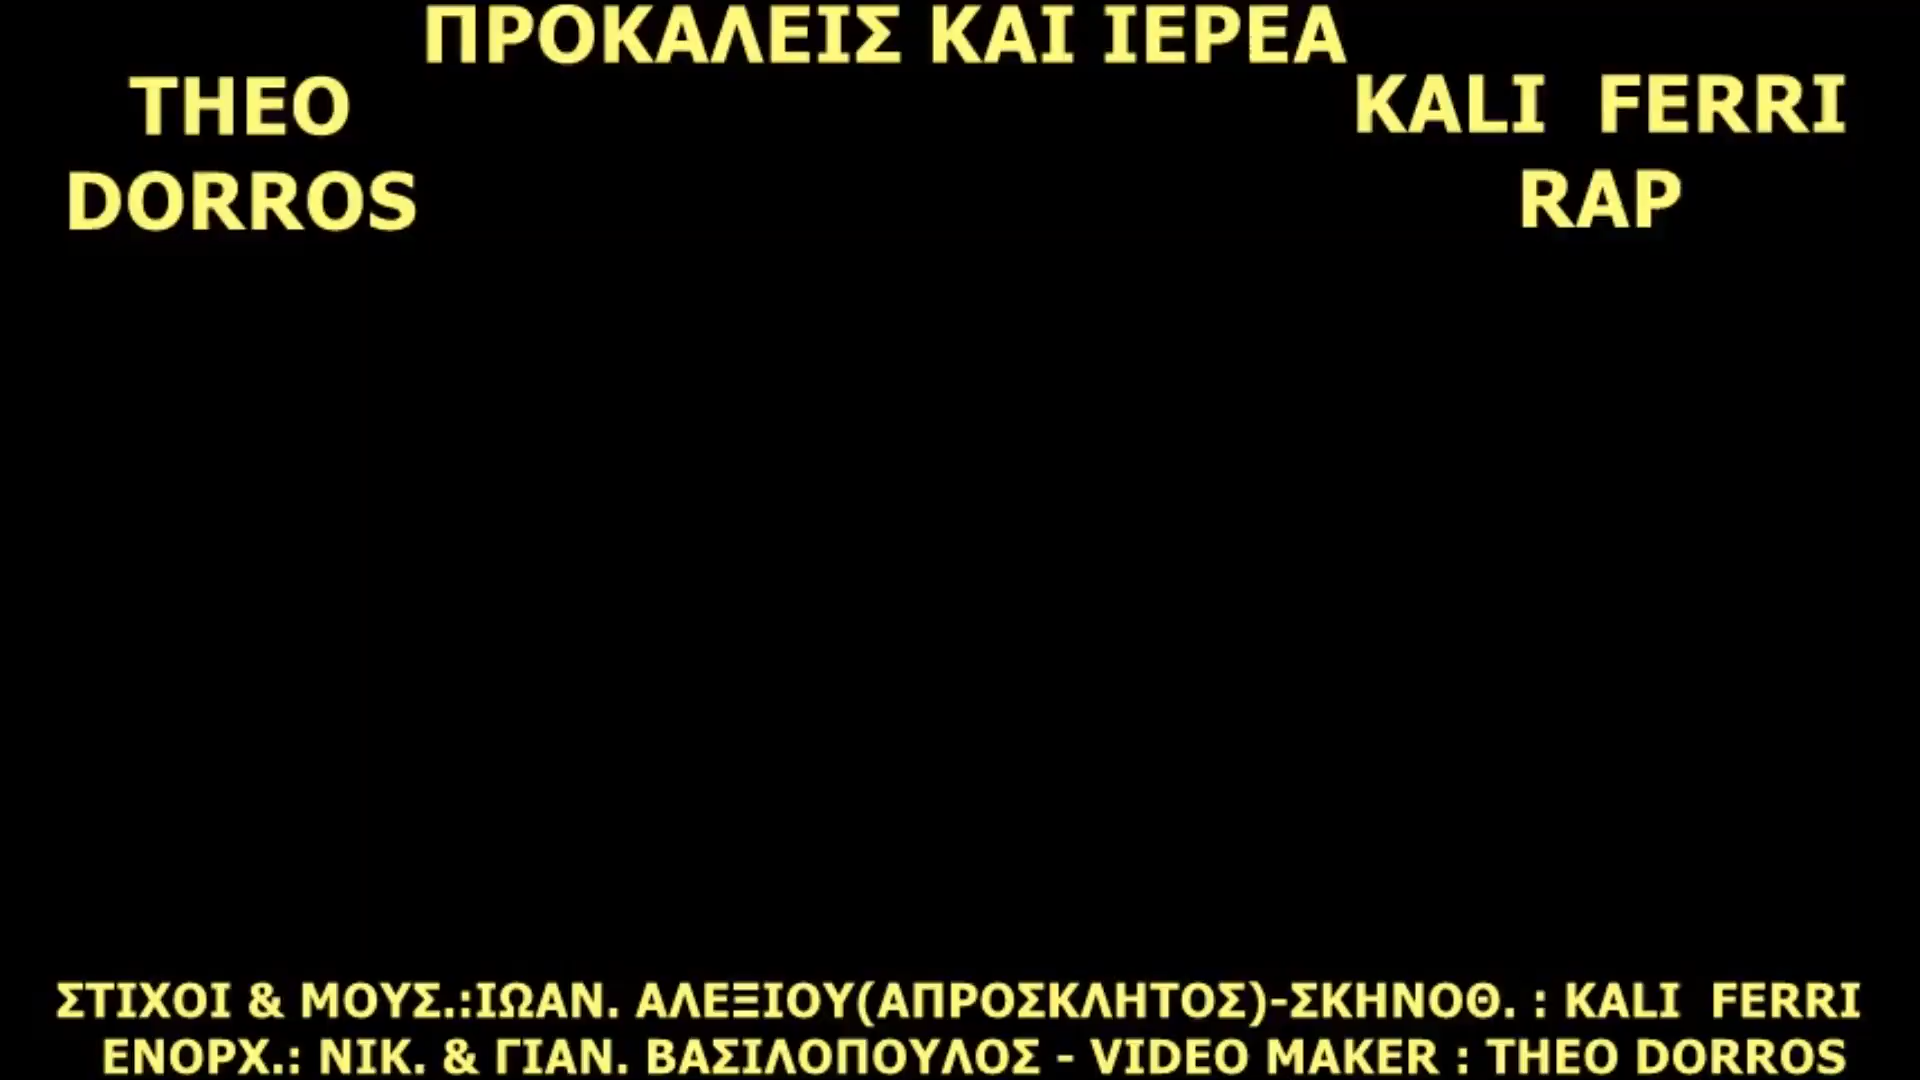 ΠΡΟΚΑΛΕΙΣ ΚΑΙ ΙΕΡΕΑ
THEO
DORROS
KALI FERRI
RAP
ΣΤΙΧΟΙ & ΜΟΥΣ.:ΙΩΑΝ. ΑΛΕΞΙΟΥ(ΑΠΡΟΣΚΛΗΤΟΣ)-ΣΚΗΝΟΘ. : KALI FERRI
ΕΝΟΡΧ.: ΝΙΚ. & ΓΙΑΝ. ΒΑΣΙΛΟΠΟΥΛΟΣ - VIDEO MAKER : THEO DORROS